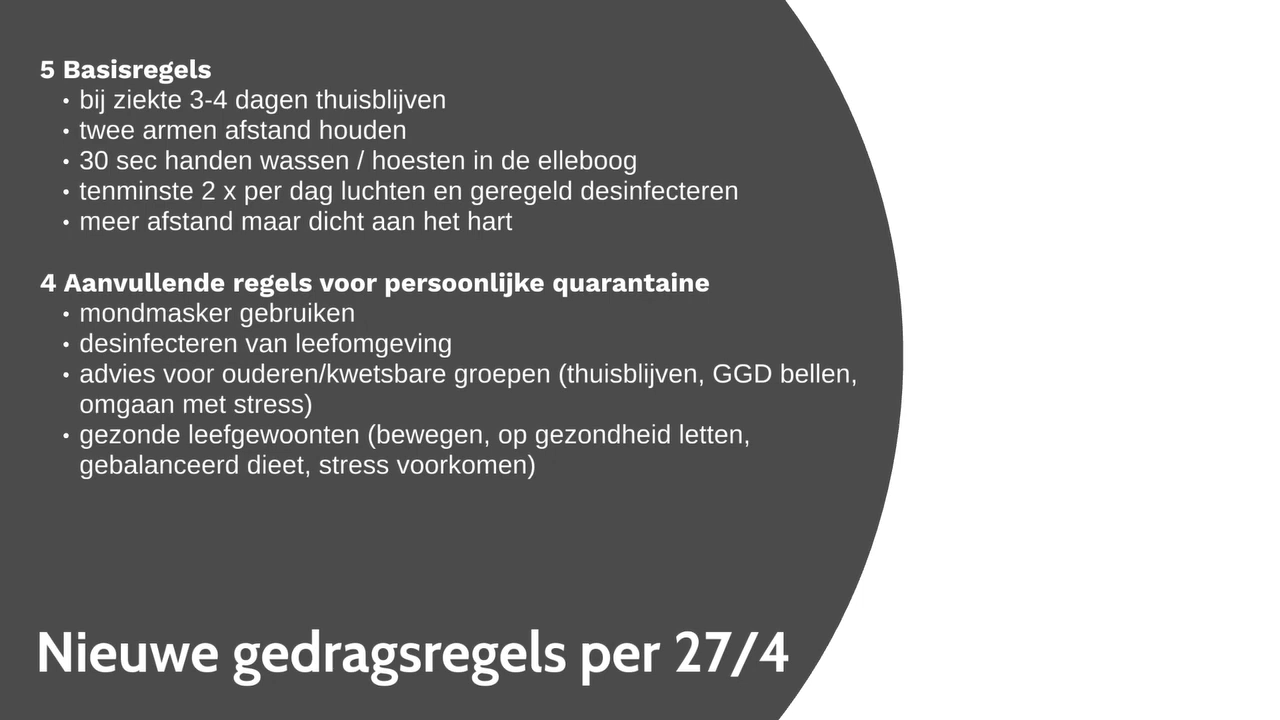 5 Basisregels
• bij ziekte 3-4 dagen thuisblijven
• twee armen afstand houden
• 30 sec handen wassen / hoesten in de elleboog
• tenminste 2 x per dag luchten en geregeld desinfecteren
• meer afstand maar dicht aan het hart
4 Aanvullende regels voor persoonlijke quarantaine
• mondmasker gebruiken
• desinfecteren van leefomgeving
• advies voor ouderen/kwetsbare groepen (thuisblijven, GGD bellen,
omgaan met stress)
• gezonde leefgewoonten (bewegen, op gezondheid letten,
gebalanceerd dieet, stress voorkomen)
Nieuwe gedragsregels per 27/4